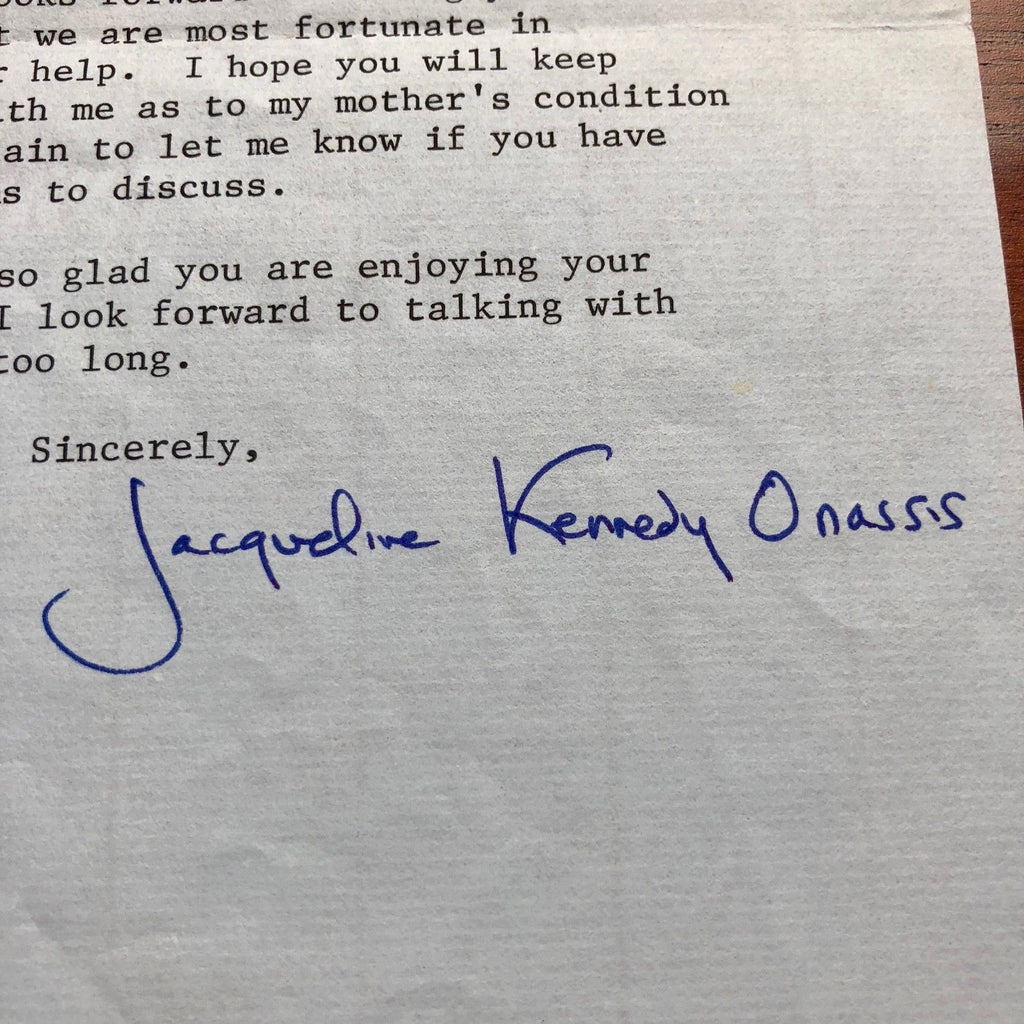 we are most fortunate in
help. I hope you will keep
me as to my mother's condition
to let me know if you have
to discuss.
so glad you are enjoying your
I look forward to talking with
too long.
Sincerely,
Jacqueline Kennedy Onassis